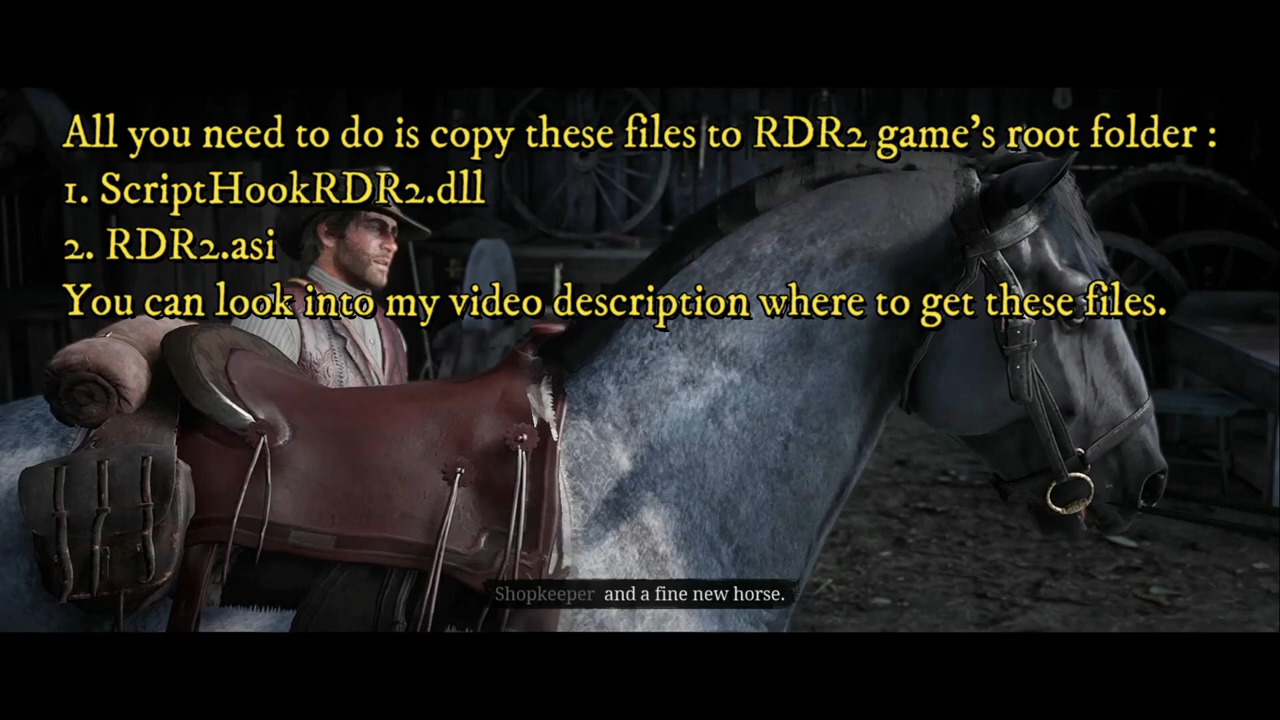 All you need to do is copy these files to RDR2 game's root folder :
1. ScriptHookRDR2.dll
2. RDR2.asi
You can look into my video description where to get these files.
Shopkeeper and a fine new horse.